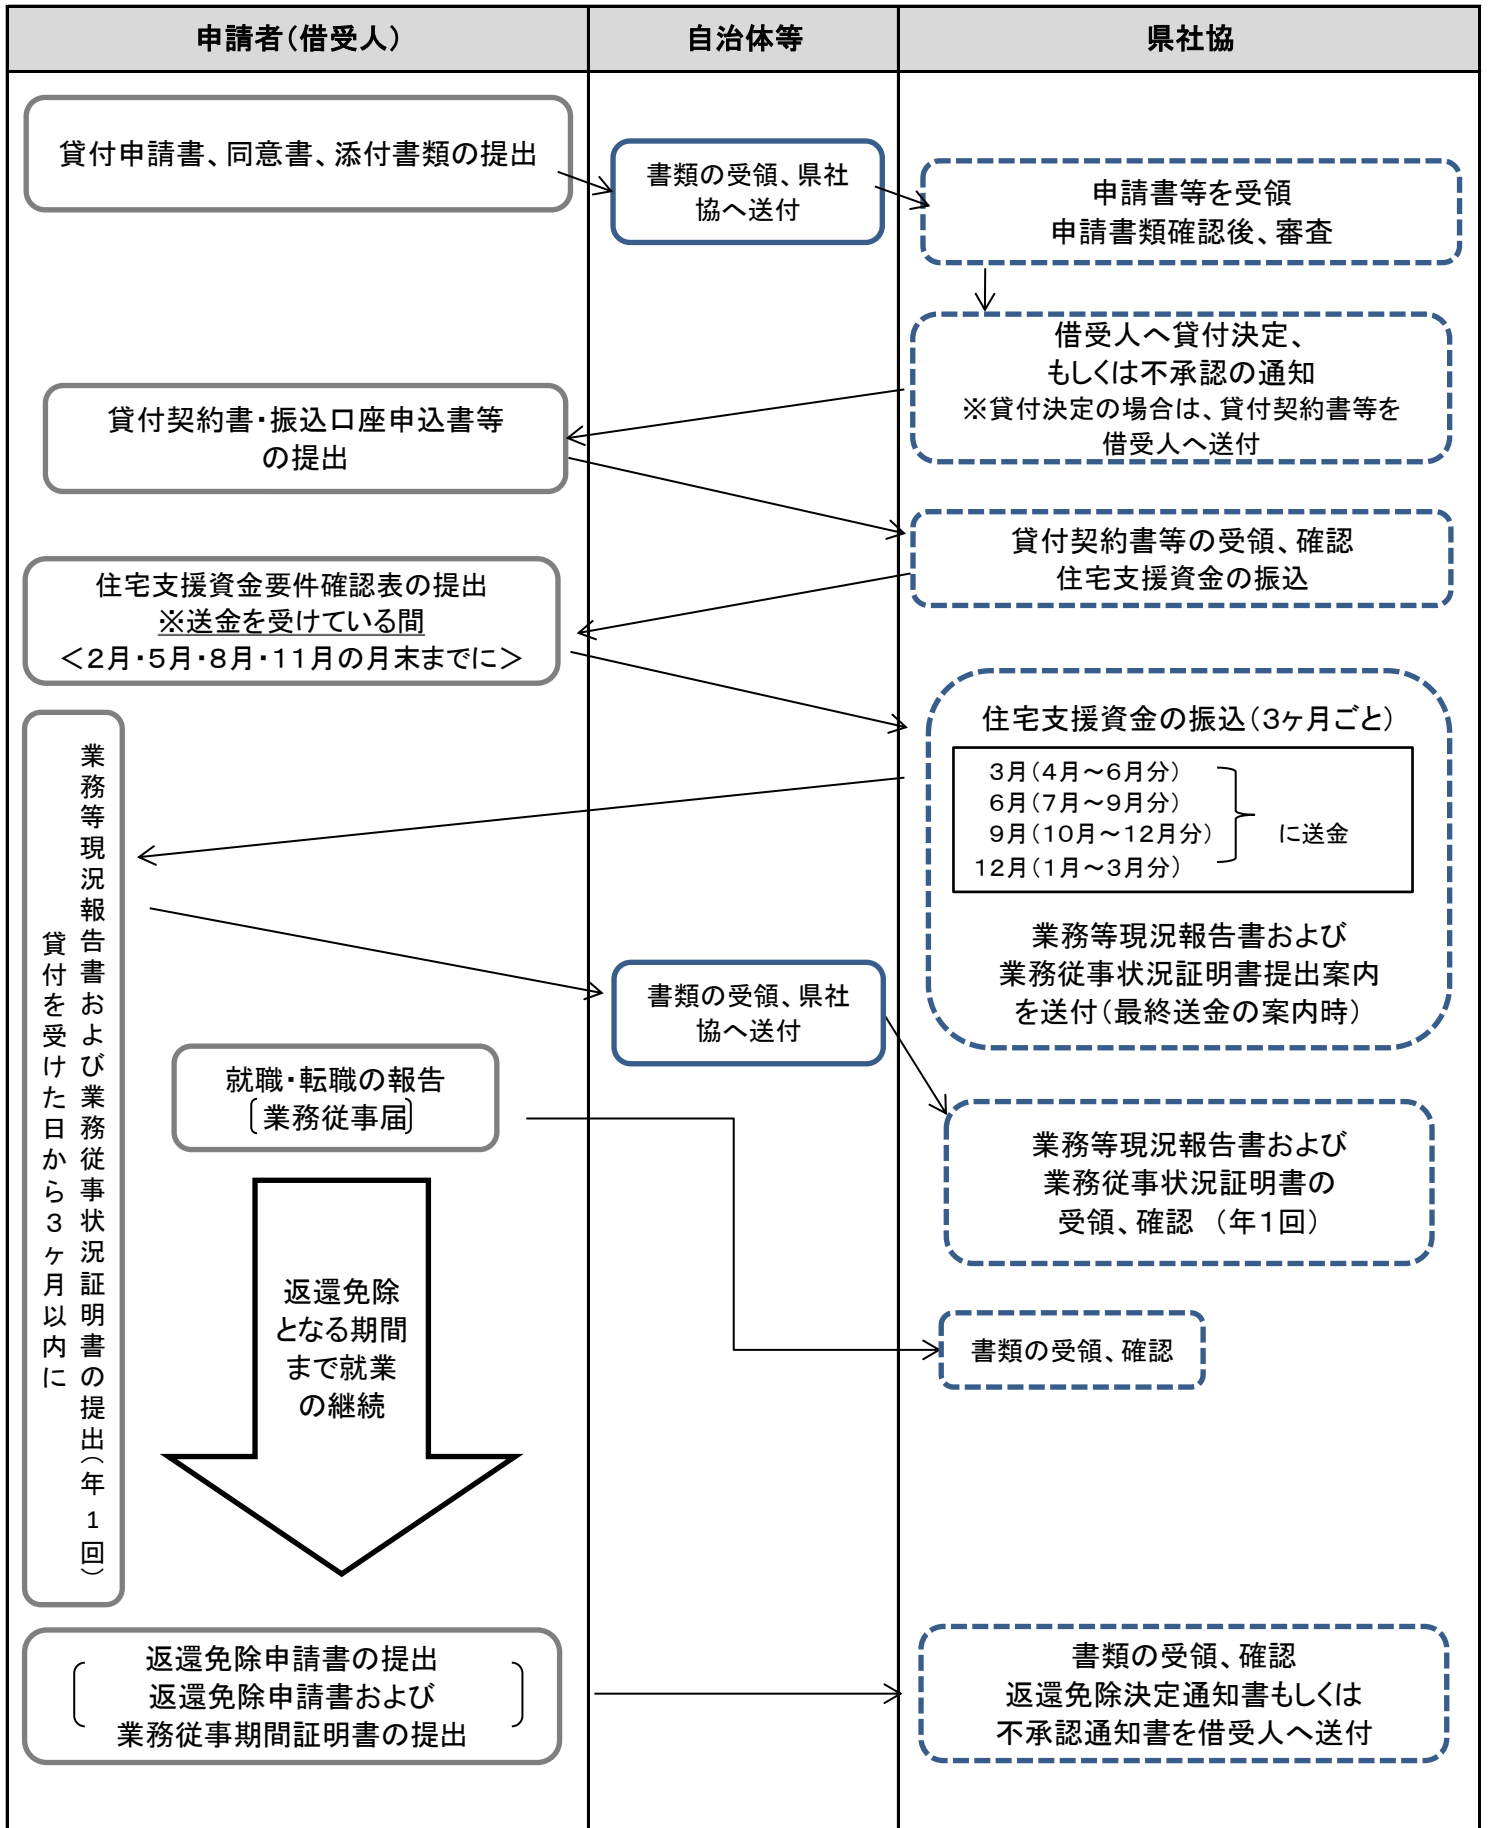 申請者（借受人）
自治体等
県社協
貸付申請書、同意書、添付書類の提出
書類の受領、県社
協へ送付
申請書等を受領
申請書類確認後、審査
借受人へ貸付決定、
もしくは不承認の通知
※貸付決定の場合は、貸付契約書等を
借受人へ送付
貸付契約書・振込口座申込書等
の提出
貸付契約書等の受領、確認
住宅支援資金の振込
住宅支援資金要件確認表の提出
※送金を受けている間
＜２月・５月・８月・１１月の月末までに＞
住宅支援資金の振込（３ヶ月ごと）
３月（４月～６月分）
６月（７月～９月分）
９月（１０月～１２月分）
１２月（１月～３月分）
に送金
業務等現況報告書および
業務従事状況証明書提出案内
を送付（最終送金の案内時）
業務等現況報告書および業務従事状況証明書の提出（年１回）
貸付を受けた日から３ヶ月以内に
書類の受領、県社
協へ送付
就職・転職の報告
〔業務従事届〕
業務等現況報告書および
業務従事状況証明書の
受領、確認　（年１回）
返還免除
となる期間
まで就業
の継続
書類の受領、確認
返還免除申請書の提出
返還免除申請書および
業務従事期間証明書の提出
書類の受領、確認
返還免除決定通知書もしくは
不承認通知書を借受人へ送付